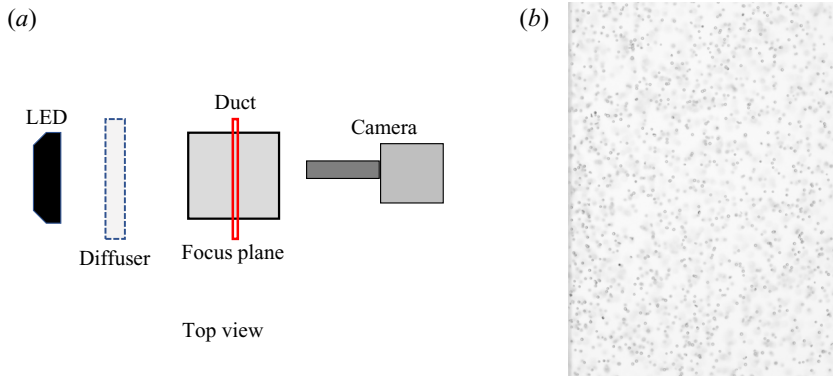 (a)
(b)
LED
Duct
Camera
Diffuser
Focus plane
Top view